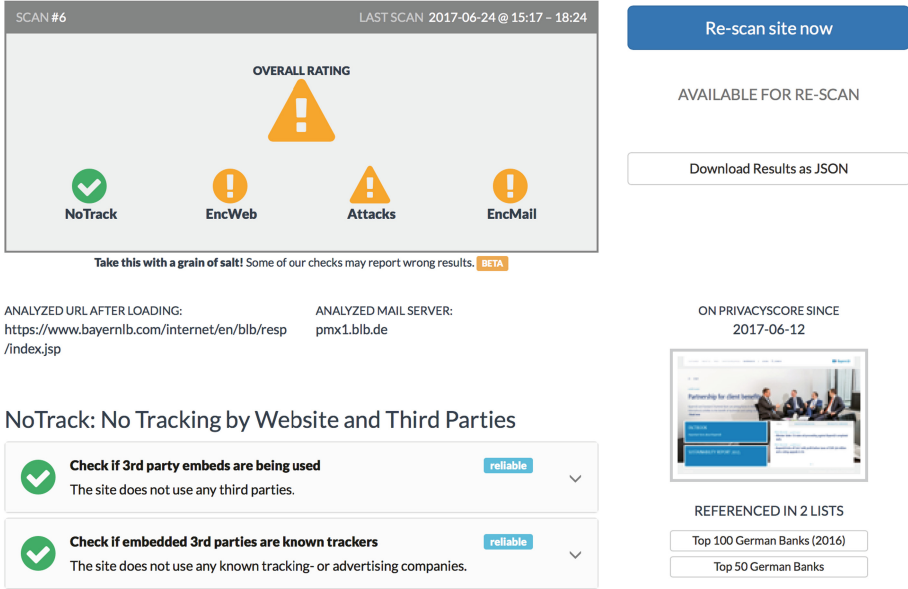 SCAN #6
LAST SCAN 2017-06-24 @ 15:17 – 18:24
OVERALL RATING
NoTrack
EncWeb
Attacks
EncMail
Take this with a grain of salt! Some of our checks may report wrong results. BETA
Re-scan site now
AVAILABLE FOR RE-SCAN
Download Results as JSON
ANALYZED URL AFTER LOADING:
https://www.bayernlb.com/internet/en/blb/resp
/index.jsp
ANALYZED MAIL SERVER:
pmx1.blb.de
ON PRIVACYSCORE SINCE
2017-06-12
Partnership for client benefit
REFERENCED IN 2 LISTS
Top 100 German Banks (2016)
Top 50 German Banks
NoTrack: No Tracking by Website and Third Parties
Check if 3rd party embeds are being used
reliable
The site does not use any third parties.
Check if embedded 3rd parties are known trackers
reliable
The site does not use any known tracking- or advertising companies.